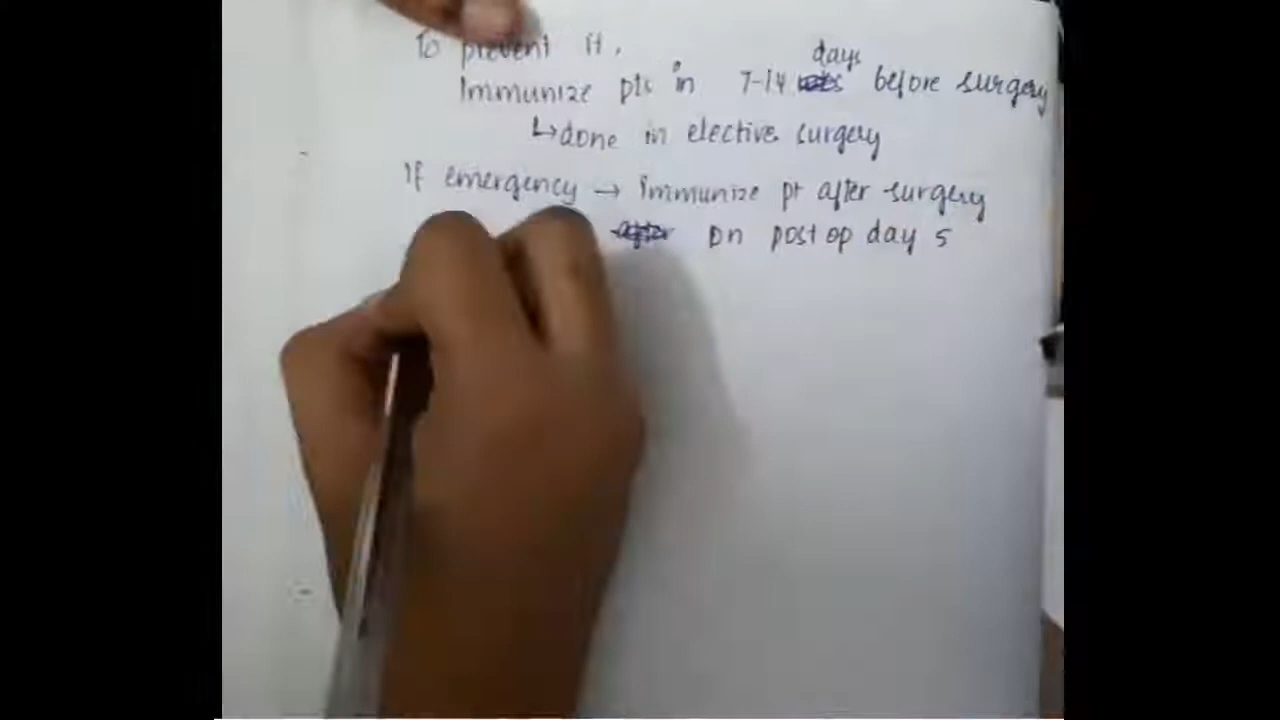 To prevent it,
Immunize pts in 7-14 days before surgery
↳ done in elective surgery
If emergency → immunize pt after surgery
on post op day 5